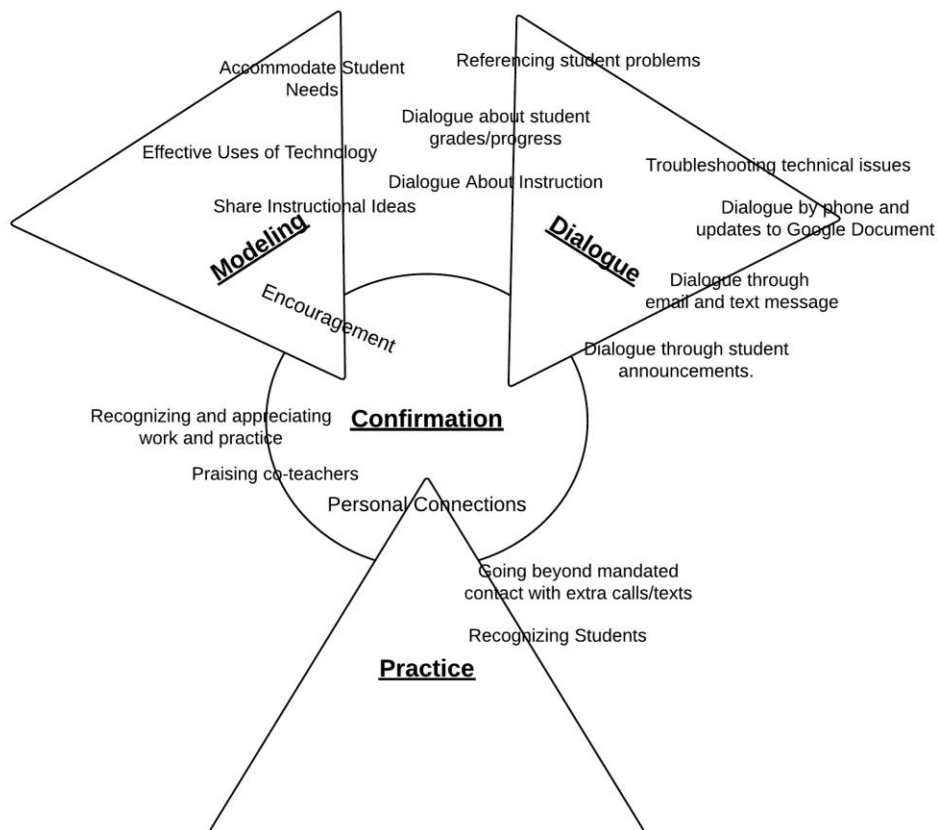 Accommodate Student
Needs
Referencing student problems
Dialogue about student
grades/progress
Effective Uses of Technology
Troubleshooting technical issues
Dialogue About Instruction
Share Instructional Ideas
Dialogue by phone and
updates to Google Document
Modeling
Dialogue
Dialogue through
email and text message
Encouragement
Dialogue through student
announcements.
Recognizing and appreciating
work and practice
Confirmation
Praising co-teachers
Personal Connections
Going beyond mandated
contact with extra calls/texts
Recognizing Students
Practice